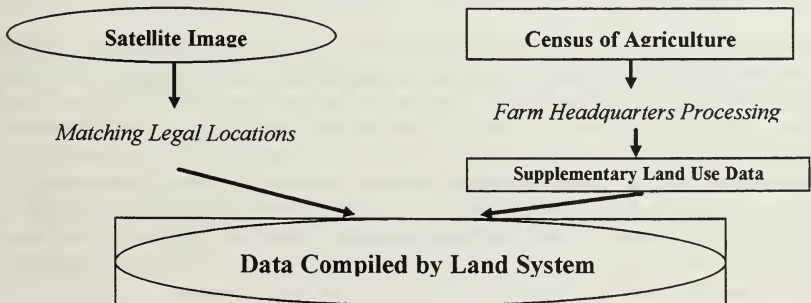 Satellite Image
Census of Agriculture
Matching Legal Locations
Farm Headquarters Processing
Supplementary Land Use Data
Data Compiled by Land System